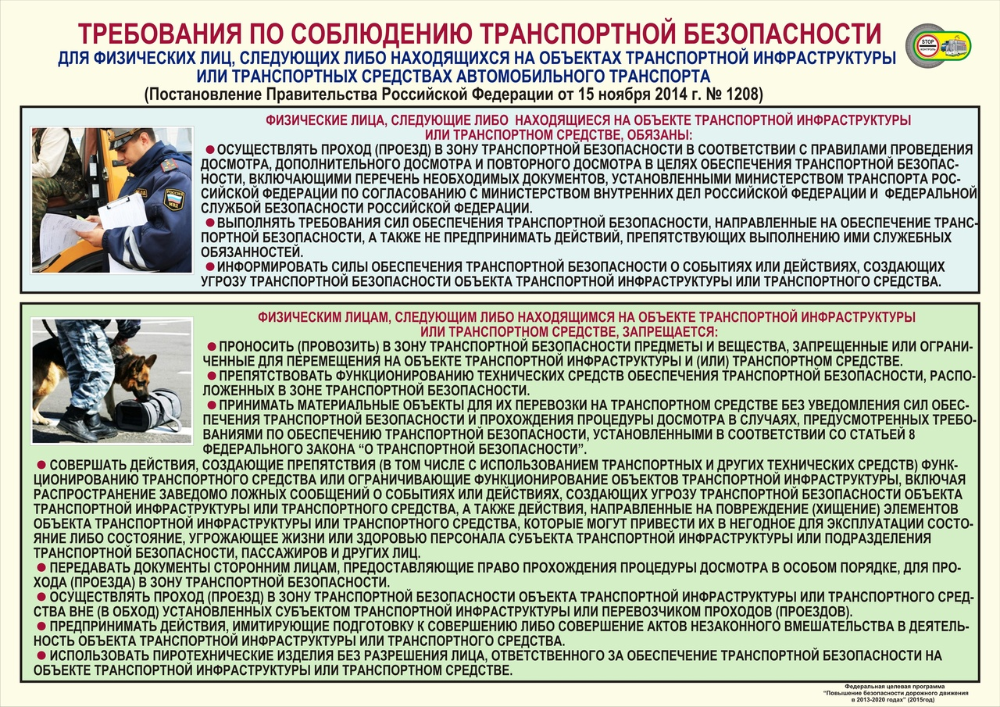 ТРЕБОВАНИЯ ПО СОБЛЮДЕНИЮ ТРАНСПОРТНОЙ БЕЗОПАСНОСТИ
ДЛЯ ФИЗИЧЕСКИХ ЛИЦ, СЛЕДУЮЩИХ ЛИБО НАХОДЯЩИХСЯ НА ОБЪЕКТАХ ТРАНСПОРТНОЙ ИНФРАСТРУКТУРЫ
ИЛИ ТРАНСПОРТНЫХ СРЕДСТВАХ АВТОМОБИЛЬНОГО ТРАНСПОРТА
(Постановление Правительства Российской Федерации от 15 ноября 2014 г. № 1208)
STOP
КОНТРОЛЬ
ФИЗИЧЕСКИЕ ЛИЦА, СЛЕДУЮЩИЕ ЛИБО НАХОДЯЩИЕСЯ НА ОБЪЕКТЕ ТРАНСПОРТНОЙ ИНФРАСТРУКТУРЫ
ИЛИ ТРАНСПОРТНОМ СРЕДСТВЕ, ОБЯЗАНЫ:
● ОСУЩЕСТВЛЯТЬ ПРОХОД (ПРОЕЗД) В ЗОНУ ТРАНСПОРТНОЙ БЕЗОПАСНОСТИ В СООТВЕТСТВИИ С ПРАВИЛАМИ ПРОВЕДЕНИЯ
ДОСМОТРА, ДОПОЛНИТЕЛЬНОГО ДОСМОТРА И ПОВТОРНОГО ДОСМОТРА В ЦЕЛЯХ ОБЕСПЕЧЕНИЯ ТРАНСПОРТНОЙ БЕЗОПАС-
НОСТИ, ВКЛЮЧАЮЩИМИ ПЕРЕЧЕНЬ НЕОБХОДИМЫХ ДОКУМЕНТОВ, УСТАНОВЛЕННЫМИ МИНИСТЕРСТВОМ ТРАНСПОРТА РОС-
СИЙСКОЙ ФЕДЕРАЦИИ ПО СОГЛАСОВАНИЮ С МИНИСТЕРСТВОМ ВНУТРЕННИХ ДЕЛ РОССИЙСКОЙ ФЕДЕРАЦИИ И ФЕДЕРАЛЬНОЙ
СЛУЖБОЙ БЕЗОПАСНОСТИ РОССИЙСКОЙ ФЕДЕРАЦИИ.
● ВЫПОЛНЯТЬ ТРЕБОВАНИЯ СИЛ ОБЕСПЕЧЕНИЯ ТРАНСПОРТНОЙ БЕЗОПАСНОСТИ, НАПРАВЛЕННЫЕ НА ОБЕСПЕЧЕНИЕ ТРАНС-
ПОРТНОЙ БЕЗОПАСНОСТИ, А ТАКЖЕ НЕ ПРЕДПРИНИМАТЬ ДЕЙСТВИЙ, ПРЕПЯТСТВУЮЩИХ ВЫПОЛНЕНИЮ ИМИ СЛУЖЕБНЫХ
ОБЯЗАННОСТЕЙ.
● ИНФОРМИРОВАТЬ СИЛЫ ОБЕСПЕЧЕНИЯ ТРАНСПОРТНОЙ БЕЗОПАСНОСТИ О СОБЫТИЯХ ИЛИ ДЕЙСТВИЯХ, СОЗДАЮЩИХ
УГРОЗУ ТРАНСПОРТНОЙ БЕЗОПАСНОСТИ ОБЪЕКТА ТРАНСПОРТНОЙ ИНФРАСТРУКТУРЫ ИЛИ ТРАНСПОРТНОГО СРЕДСТВА.
РОССИЯ
МВД
ФИЗИЧЕСКИМ ЛИЦАМ, СЛЕДУЮЩИМ ЛИБО НАХОДЯЩИМСЯ НА ОБЪЕКТЕ ТРАНСПОРТНОЙ ИНФРАСТРУКТУРЫ
ИЛИ ТРАНСПОРТНОМ СРЕДСТВЕ, ЗАПРЕЩАЕТСЯ:
● ПРОНОСИТЬ (ПРОВОЗИТЬ) В ЗОНУ ТРАНСПОРТНОЙ БЕЗОПАСНОСТИ ПРЕДМЕТЫ И ВЕЩЕСТВА, ЗАПРЕЩЕННЫЕ ИЛИ ОГРАНИ-
ЧЕННЫЕ ДЛЯ ПЕРЕМЕЩЕНИЯ НА ОБЪЕКТЕ ТРАНСПОРТНОЙ ИНФРАСТРУКТУРЫ И (ИЛИ) ТРАНСПОРТНОМ СРЕДСТВЕ.
● ПРЕПЯТСТВОВАТЬ ФУНКЦИОНИРОВАНИЮ ТЕХНИЧЕСКИХ СРЕДСТВ ОБЕСПЕЧЕНИЯ ТРАНСПОРТНОЙ БЕЗОПАСНОСТИ, РАСПО-
ЛОЖЕННЫХ В ЗОНЕ ТРАНСПОРТНОЙ БЕЗОПАСНОСТИ.
● ПРИНИМАТЬ МАТЕРИАЛЬНЫЕ ОБЪЕКТЫ ДЛЯ ИХ ПЕРЕВОЗКИ НА ТРАНСПОРТНОМ СРЕДСТВЕ БЕЗ УВЕДОМЛЕНИЯ СИЛ ОБЕС-
ПЕЧЕНИЯ ТРАНСПОРТНОЙ БЕЗОПАСНОСТИ И ПРОХОЖДЕНИЯ ПРОЦЕДУРЫ ДОСМОТРА В СЛУЧАЯХ, ПРЕДУСМОТРЕННЫХ ТРЕБО-
ВАНИЯМИ ПО ОБЕСПЕЧЕНИЮ ТРАНСПОРТНОЙ БЕЗОПАСНОСТИ, УСТАНОВЛЕННЫМИ В СООТВЕТСТВИИ СО СТАТЬЕЙ 8
ФЕДЕРАЛЬНОГО ЗАКОНА “О ТРАНСПОРТНОЙ БЕЗОПАСНОСТИ”.
● СОВЕРШАТЬ ДЕЙСТВИЯ, СОЗДАЮЩИЕ ПРЕПЯТСТВИЯ (В ТОМ ЧИСЛЕ С ИСПОЛЬЗОВАНИЕМ ТРАНСПОРТНЫХ И ДРУГИХ ТЕХНИЧЕСКИХ СРЕДСТВ) ФУНК-
ЦИОНИРОВАНИЮ ТРАНСПОРТНОГО СРЕДСТВА ИЛИ ОГРАНИЧИВАЮЩИЕ ФУНКЦИОНИРОВАНИЕ ОБЪЕКТОВ ТРАНСПОРТНОЙ ИНФРАСТРУКТУРЫ, ВКЛЮЧАЯ
РАСПРОСТРАНЕНИЕ ЗАВЕДОМО ЛОЖНЫХ СООБЩЕНИЙ О СОБЫТИЯХ ИЛИ ДЕЙСТВИЯХ, СОЗДАЮЩИХ УГРОЗУ ТРАНСПОРТНОЙ БЕЗОПАСНОСТИ ОБЪЕКТА
ТРАНСПОРТНОЙ ИНФРАСТРУКТУРЫ ИЛИ ТРАНСПОРТНОГО СРЕДСТВА, А ТАКЖЕ ДЕЙСТВИЯ, НАПРАВЛЕННЫЕ НА ПОВРЕЖДЕНИЕ (ХИЩЕНИЕ) ЭЛЕМЕНТОВ
ОБЪЕКТА ТРАНСПОРТНОЙ ИНФРАСТРУКТУРЫ ИЛИ ТРАНСПОРТНОГО СРЕДСТВА, КОТОРЫЕ МОГУТ ПРИВЕСТИ ИХ В НЕГОДНОЕ ДЛЯ ЭКСПЛУАТАЦИИ СОСТО-
ЯНИЕ ЛИБО СОСТОЯНИЕ, УГРОЖАЮЩЕЕ ЖИЗНИ ИЛИ ЗДОРОВЬЮ ПЕРСОНАЛА СУБЪЕКТА ТРАНСПОРТНОЙ ИНФРАСТРУКТУРЫ ИЛИ ПОДРАЗДЕЛЕНИЯ
ТРАНСПОРТНОЙ БЕЗОПАСНОСТИ, ПАССАЖИРОВ И ДРУГИХ ЛИЦ.
● ПЕРЕДАВАТЬ ДОКУМЕНТЫ СТОРОННИМ ЛИЦАМ, ПРЕДОСТАВЛЯЮЩИЕ ПРАВО ПРОХОЖДЕНИЯ ПРОЦЕДУРЫ ДОСМОТРА В ОСОБОМ ПОРЯДКЕ, ДЛЯ ПРО-
ХОДА (ПРОЕЗДА) В ЗОНУ ТРАНСПОРТНОЙ БЕЗОПАСНОСТИ.
● ОСУЩЕСТВЛЯТЬ ПРОХОД (ПРОЕЗД) В ЗОНУ ТРАНСПОРТНОЙ БЕЗОПАСНОСТИ ОБЪЕКТА ТРАНСПОРТНОЙ ИНФРАСТРУКТУРЫ ИЛИ ТРАНСПОРТНОГО СРЕД-
СТВА ВНЕ (В ОБХОД) УСТАНОВЛЕННЫХ СУБЪЕКТОМ ТРАНСПОРТНОЙ ИНФРАСТРУКТУРЫ ИЛИ ПЕРЕВОЗЧИКОМ ПРОХОДОВ (ПРОЕЗДОВ).
● ПРЕДПРИНИМАТЬ ДЕЙСТВИЯ, ИМИТИРУЮЩИЕ ПОДГОТОВКУ К СОВЕРШЕНИЮ ЛИБО СОВЕРШЕНИЕ АКТОВ НЕЗАКОННОГО ВМЕШАТЕЛЬСТВА В ДЕЯТЕЛЬ-
НОСТЬ ОБЪЕКТА ТРАНСПОРТНОЙ ИНФРАСТРУКТУРЫ ИЛИ ТРАНСПОРТНОГО СРЕДСТВА.
● ИСПОЛЬЗОВАТЬ ПИРОТЕХНИЧЕСКИЕ ИЗДЕЛИЯ БЕЗ РАЗРЕШЕНИЯ ЛИЦА, ОТВЕТСТВЕННОГО ЗА ОБЕСПЕЧЕНИЕ ТРАНСПОРТНОЙ БЕЗОПАСНОСТИ НА
ОБЪЕКТЕ ТРАНСПОРТНОЙ ИНФРАСТРУКТУРЫ ИЛИ ТРАНСПОРТНОМ СРЕДСТВЕ.
Федеральная целевая программа
“Повышение безопасности дорожного движения
в 2013-2020 годах” (2015год)